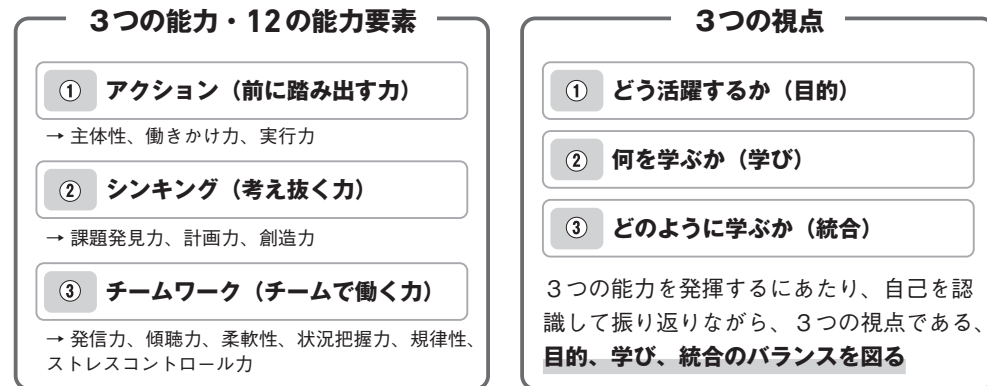 3つの能力・12の能力要素
① アクション（前に踏み出す力）
→ 主体性、働きかけ力、実行力
② シンキング（考え抜く力）
→ 課題発見力、計画力、創造力
③ チームワーク（チームで働く力）
→ 発信力、傾聴力、柔軟性、状況把握力、規律性、
ストレスコントロール力
3つの視点
① どう活躍するか（目的）
② 何を学ぶか（学び）
③ どのように学ぶか（統合）
3つの能力を発揮するにあたり、自己を認
識して振り返りながら、3つの視点である、
目的、学び、統合のバランスを図る